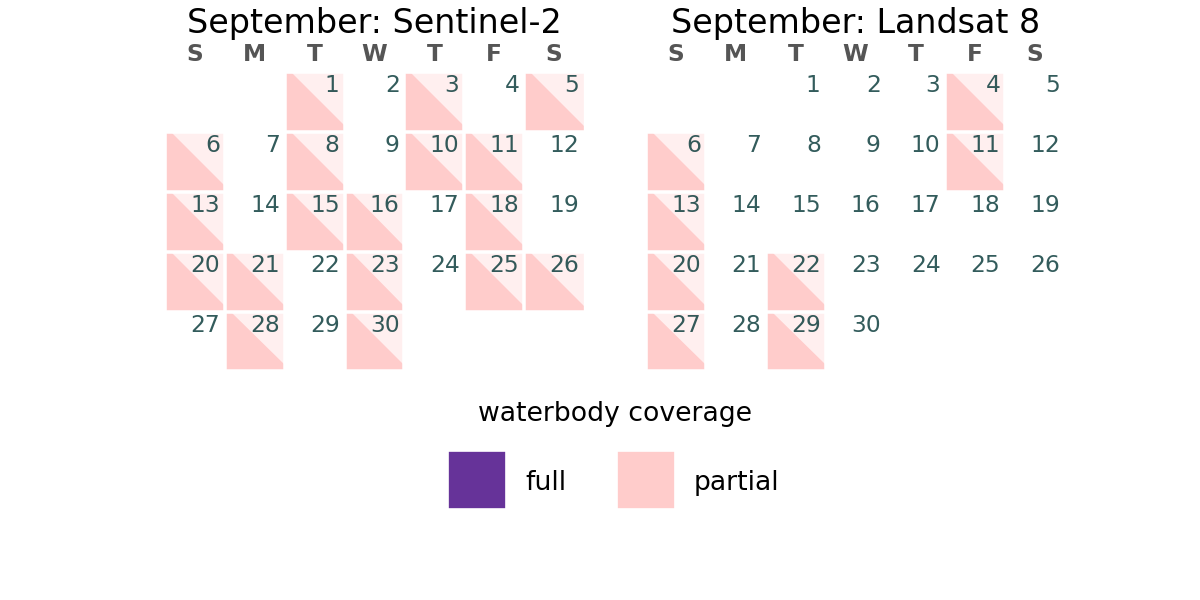 September: Sentinel-2
S M T W T F S
1 2 3 4 5
6 7 8 9 10 11 12
13 14 15 16 17 18 19
20 21 22 23 24 25 26
27 28 29 30
September: Landsat 8
S M T W T F S
1 2 3 4 5
6 7 8 9 10 11 12
13 14 15 16 17 18 19
20 21 22 23 24 25 26
27 28 29 30
waterbody coverage
full partial